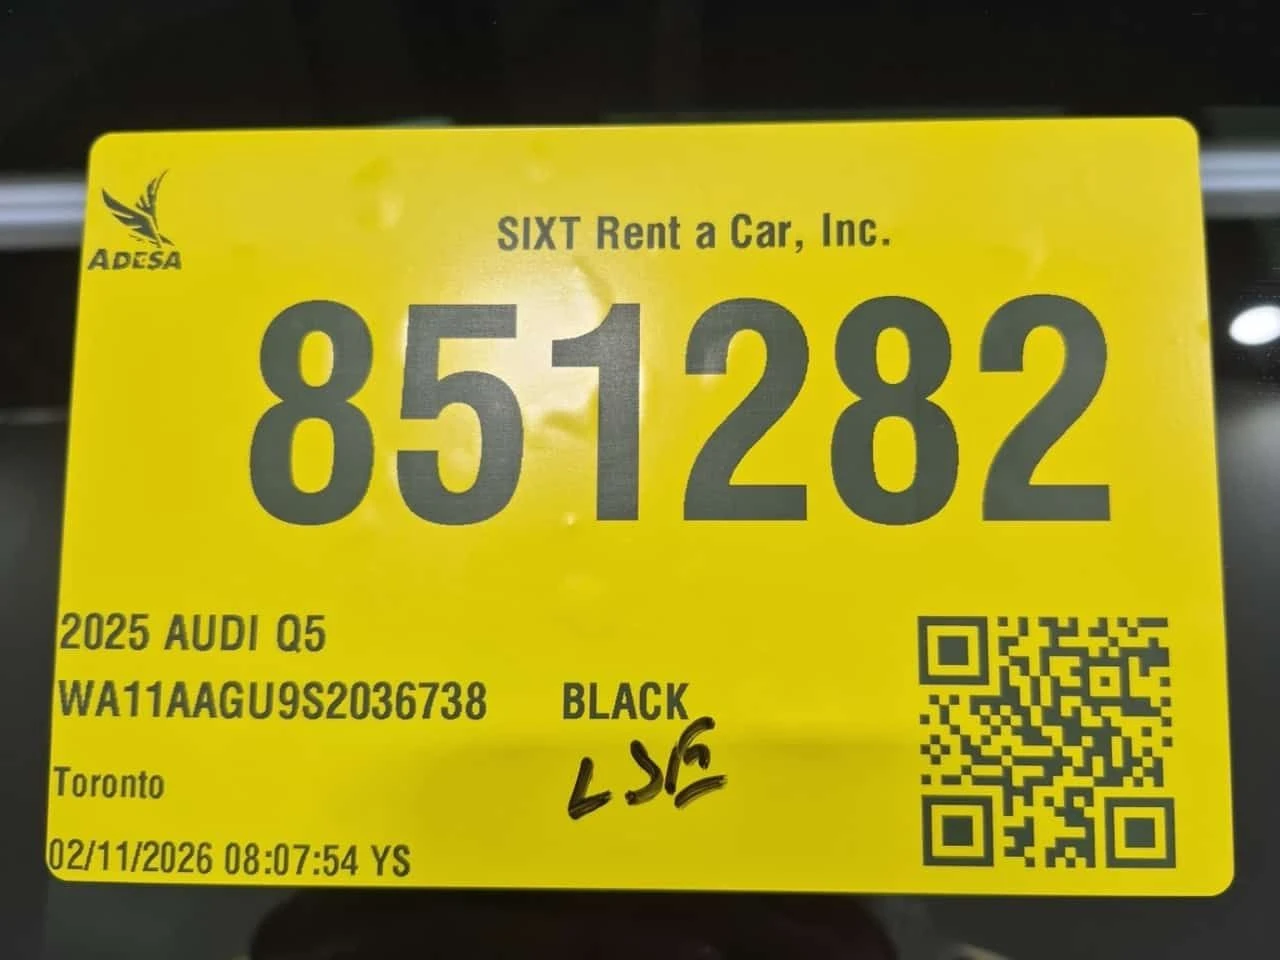 ADESA
SIXT Rent a Car, Inc.
851282
2025 AUDI Q5
WA11AAGU9S2036738 BLACK
Toronto
02/11/2026 08:07:54 YS